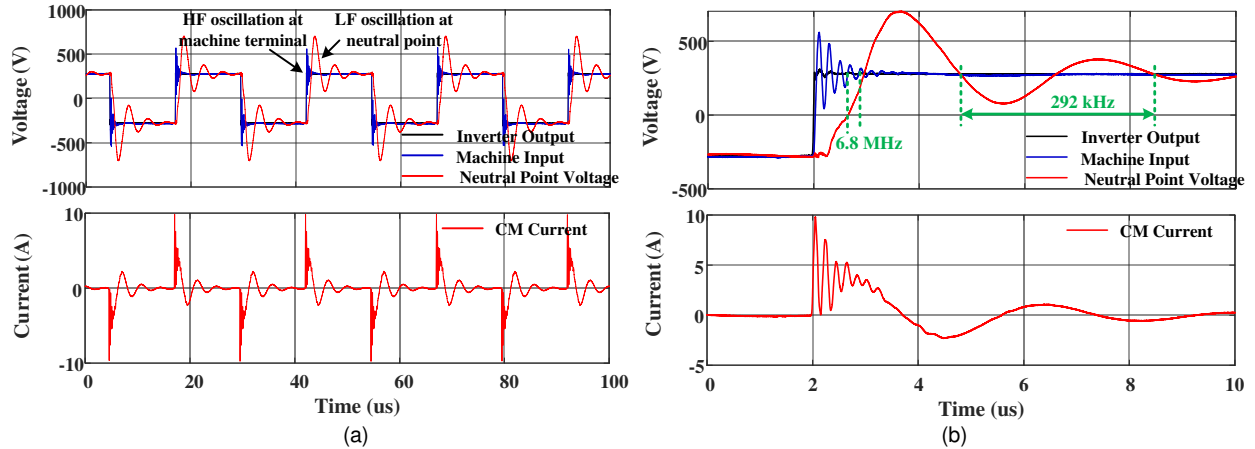 HF oscillation at
machine terminal
LF oscillation at
neutral point
1000
500
0
-500
-1000
Voltage (V)
Inverter Output
Machine Input
Neutral Point Voltage
10
0
-10
Current (A)
CM Current
0
20
40
60
80
100
Time (us)
(a)
500
0
-500
Voltage (V)
292 kHz
6.8 MHz
Inverter Output
Machine Input
Neutral Point Voltage
10
5
0
-5
Current (A)
CM Current
0
2
4
6
8
10
Time (us)
(b)